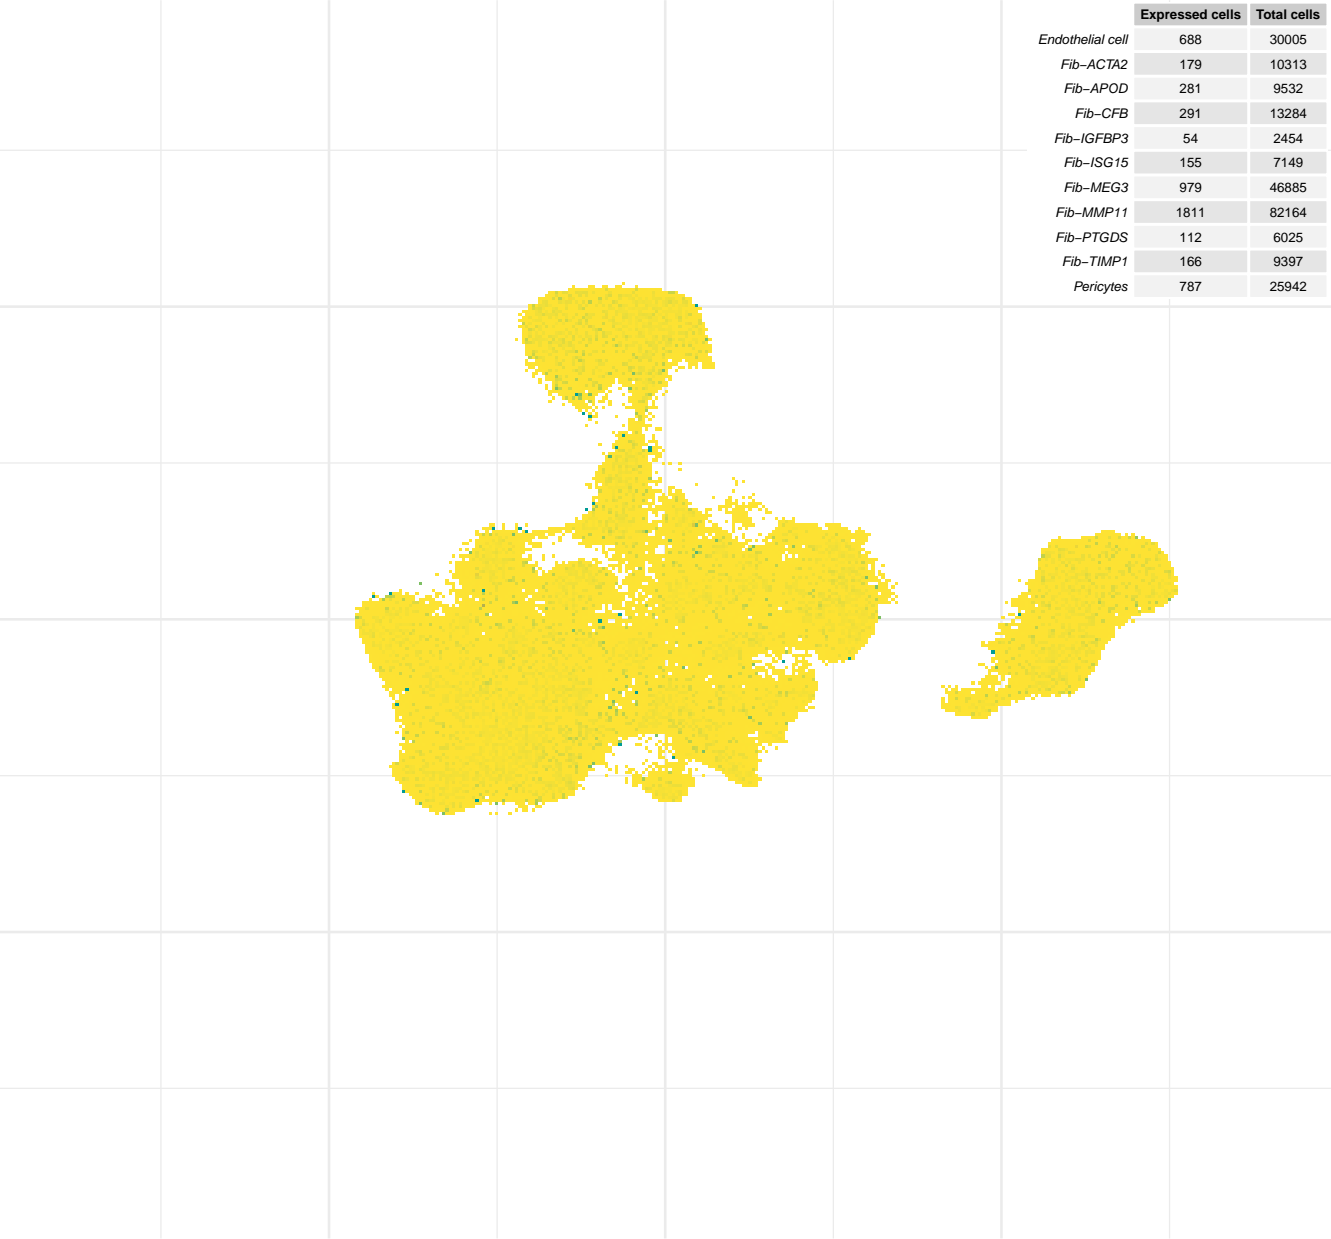 Expressed cells Total cells
Endothelial cell 688 30005
Fib−ACTA2 179 10313
Fib−APOD 281 9532
Fib−CFB 291 13284
Fib−IGFBP3 54 2454
Fib−ISG15 155 7149
Fib−MEG3 979 46885
Fib−MMP11 1811 82164
Fib−PTGDS 112 6025
Fib−TIMP1 166 9397
Pericytes 787 25942